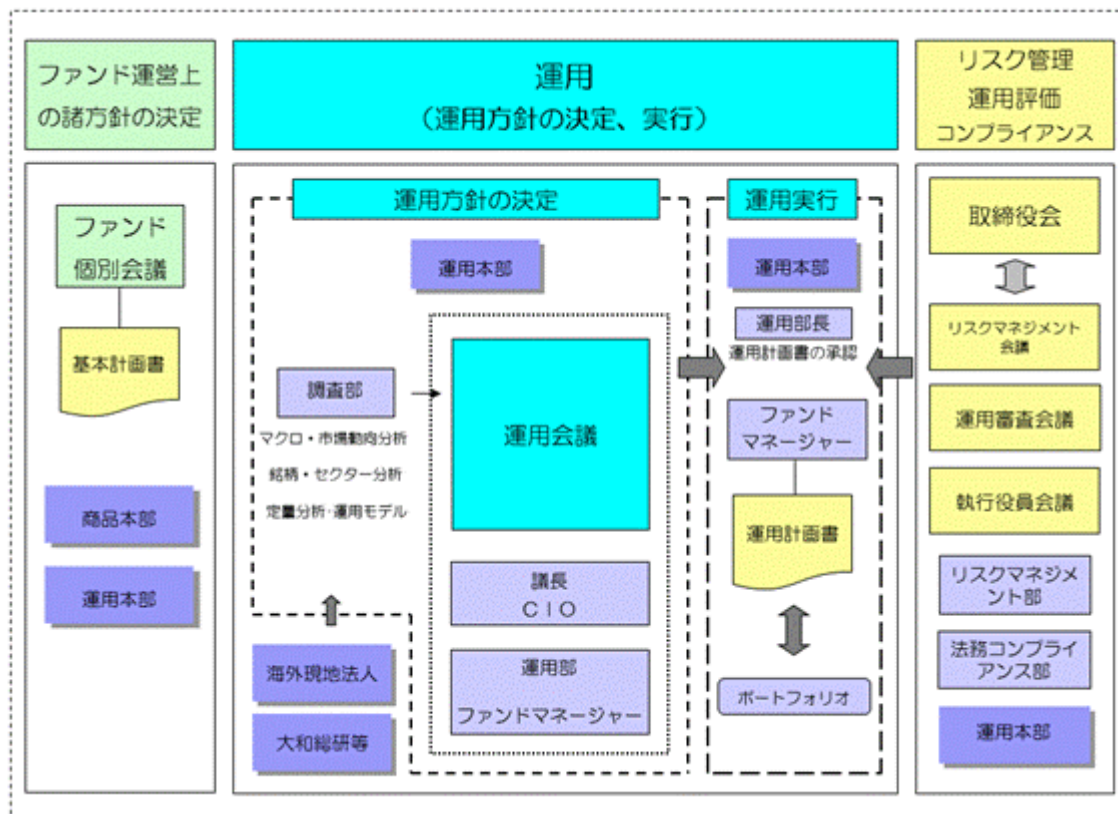 ファンド運営上
の諸方針の決定
運用
（運用方針の決定、実行）
リスク管理
運用評価
コンプライアンス
ファンド
個別会議
基本計画書
商品本部
運用本部
運用方針の決定
運用本部
調査部
マクロ・市場動向分析
銘柄・セクター分析
定量分析・運用モデル
運用会議
議長
ＣＩＯ
運用部
ファンドマネージャー
海外現地法人
大和総研等
運用実行
運用本部
運用部長
運用計画書の承認
ファンド
マネージャー
運用計画書
ポートフォリオ
取締役会
リスクマネジメント
会議
運用審査会議
執行役員会議
リスクマネジメ
ント部
法務コンプライ
アンス部
運用本部